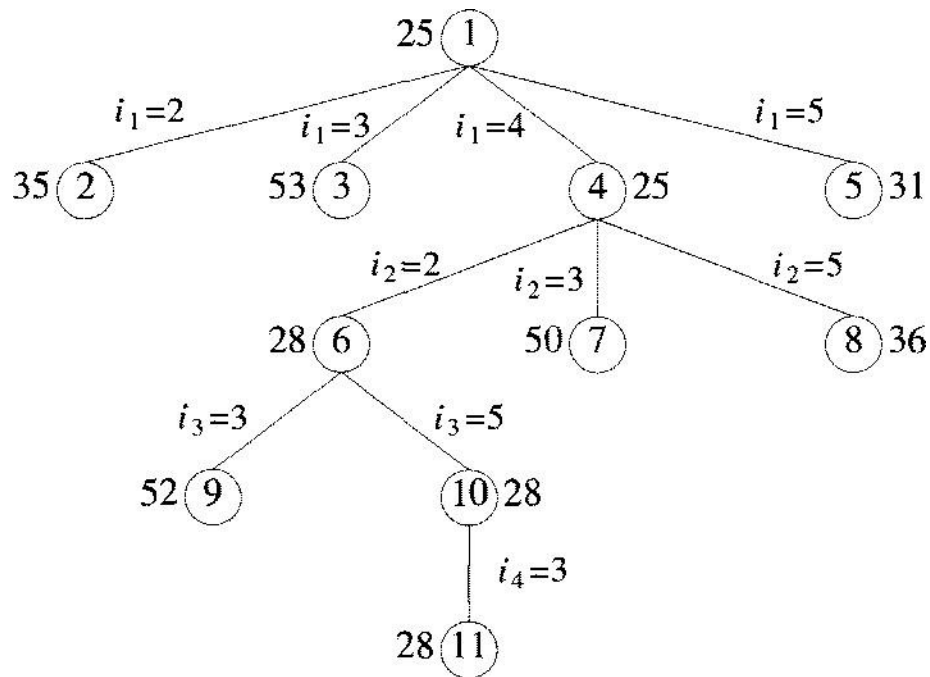 25 1
i₁=2 i₁=3 i₁=4 i₁=5
35 2 53 3 4 25 5 31
i₂=2 i₂=3 i₂=5
28 6 50 7 8 36
i₃=3 i₃=5
52 9 10 28
i₄=3
28 11